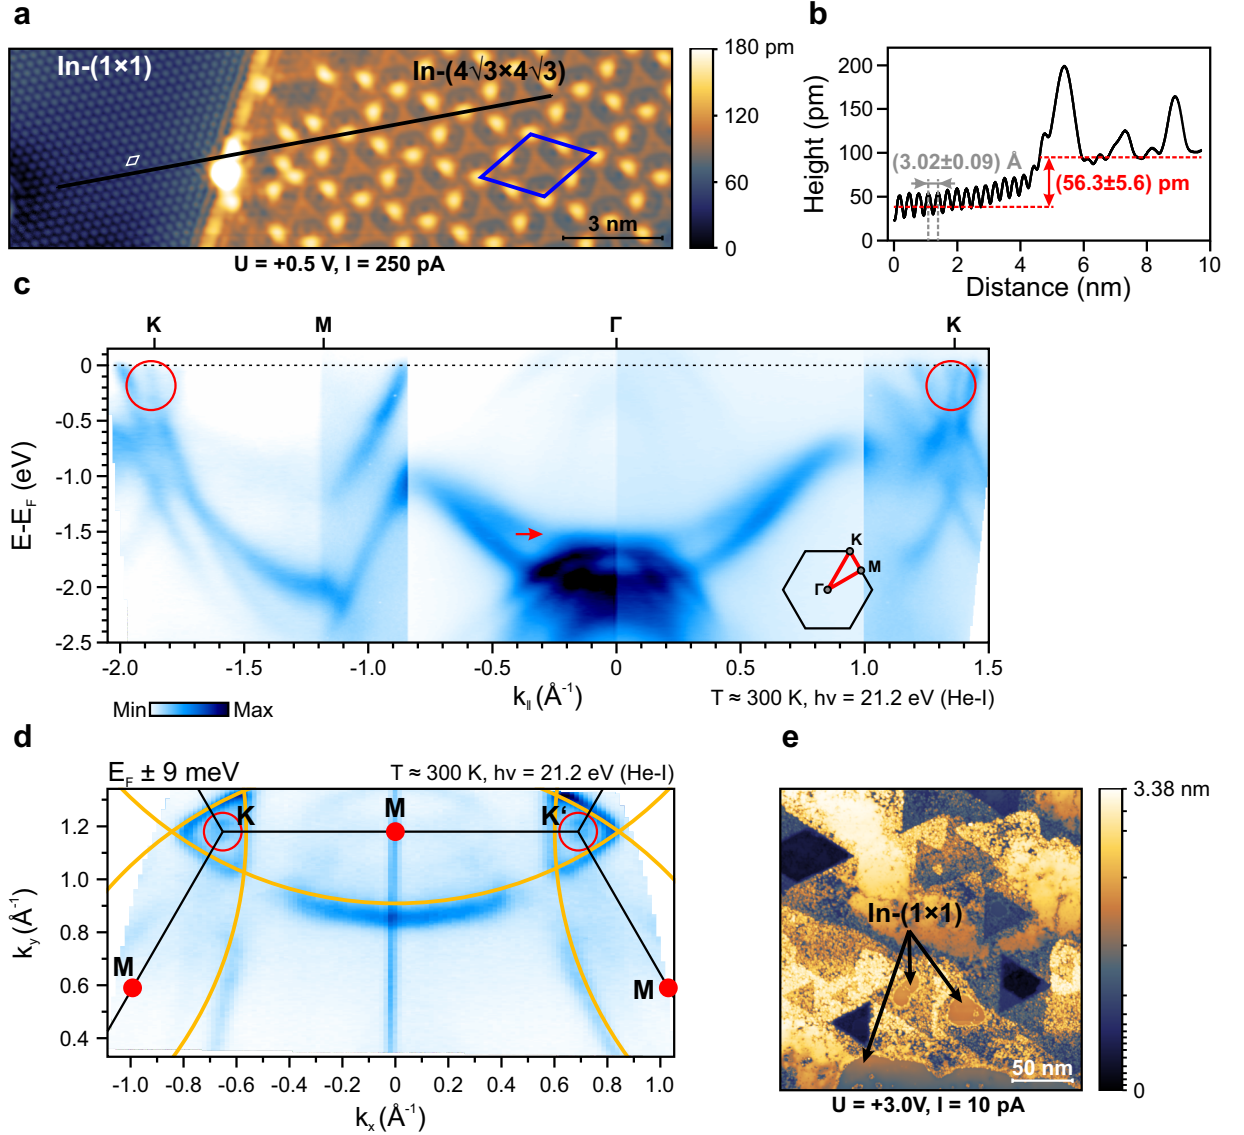 a
In-(1×1)
In-(4√3×4√3)
3 nm
180 pm
120
60
0
U = +0.5 V, I = 250 pA
b
Height (pm)
200
150
100
50
0
(3.02±0.09) Å
(56.3±5.6) pm
0 2 4 6 8 10
Distance (nm)
c
K M Γ K
E-E_F (eV)
0
-0.5
-1.0
-1.5
-2.0
-2.5
K
M
Γ
-2.0 -1.5 -1.0 -0.5 0 0.5 1.0 1.5
k_∥ (Å⁻¹)
T ≈ 300 K, hν = 21.2 eV (He-I)
Min Max
d
E_F ± 9 meV
T ≈ 300 K, hν = 21.2 eV (He-I)
k_y (Å⁻¹)
1.2
1.0
0.8
0.6
0.4
K M K‘
M M
-1.0 -0.8 -0.6 -0.4 -0.2 0 0.2 0.4 0.6 0.8 1.0
k_x (Å⁻¹)
e
In-(1×1)
50 nm
3.38 nm
0
U = +3.0V, I = 10 pA